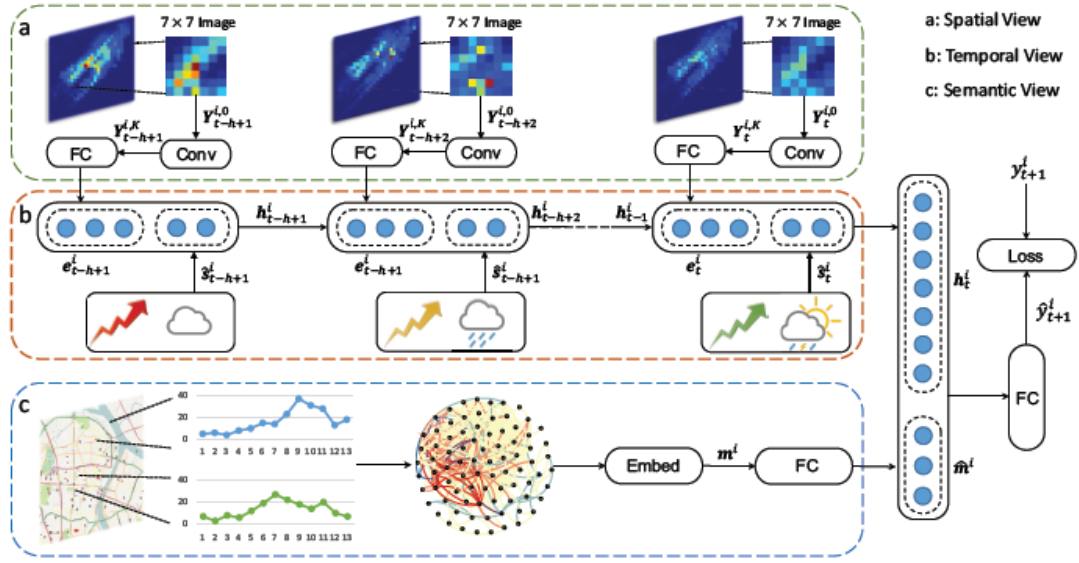 a
7 × 7 Image
7 × 7 Image
7 × 7 Image
a: Spatial View
b: Temporal View
c: Semantic View
Y^{i,0}_{t-h+1}
Y^{i,K}_{t-h+1}
FC
Conv
Y^{i,0}_{t-h+2}
Y^{i,K}_{t-h+2}
FC
Conv
Y^{i,0}_{t}
Y^{i,K}_{t}
FC
Conv
b
h^i_{t-h+1}
h^i_{t-h+2}
h^i_{t-1}
e^i_{t-h+1}
ŝ^i_{t-h+1}
e^i_{t-h+1}
ŝ^i_{t-h+1}
e^i_t
ŝ^i_t
y^i_{t+1}
Loss
ŷ^i_{t+1}
h^i_t
FC
m̂^i
c
40
20
0
1 2 3 4 5 6 7 8 9 10 11 12 13
40
20
0
1 2 3 4 5 6 7 8 9 10 11 12 13
Embed
m^i
FC